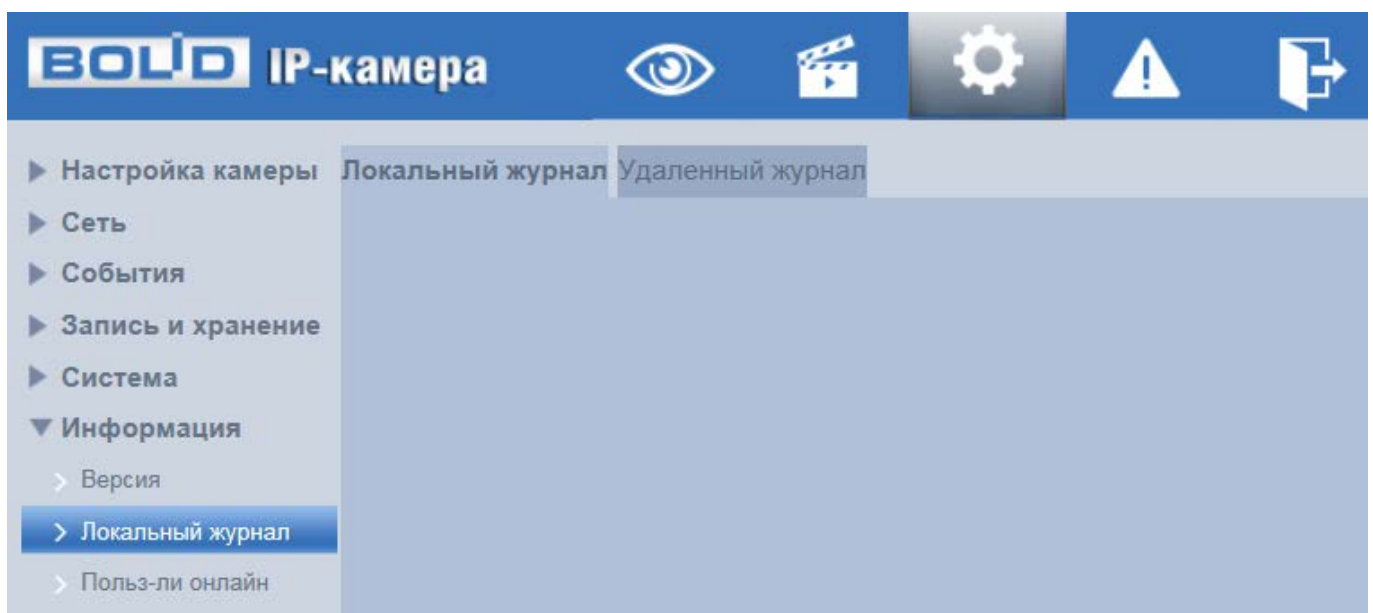 BOLID IP-камера
Настройка камеры
Локальный журнал Удаленный журнал
Сеть
События
Запись и хранение
Система
Информация
Версия
Локальный журнал
Польз-ли онлайн